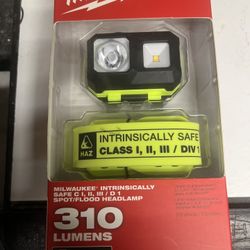 HAZ
INTRINSICALLY SAFE
CLASS I, II, III / DIV 1
MILWAUKEE® INTRINSICALLY
SAFE C I, II, III / D 1
SPOT/FLOOD HEADLAMP
310
LUMENS